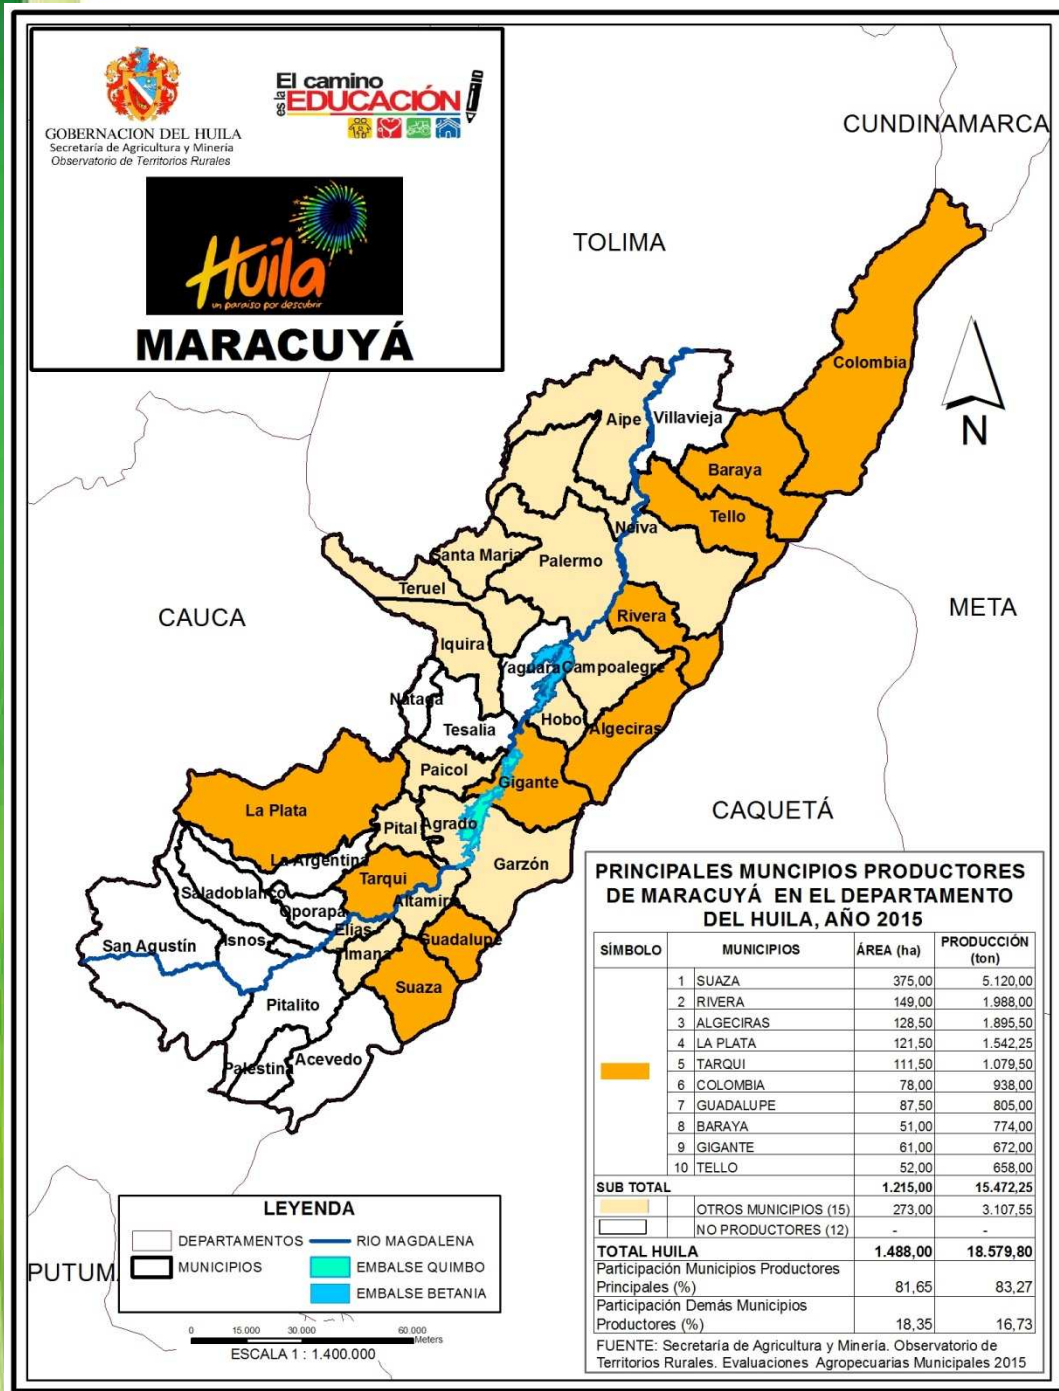 GOBERNACION DEL HUILA
Secretaría de Agricultura y Minería
Observatorio de Territorios Rurales
El camino
es la EDUCACIÓN
Huila
un paraíso por descubrir
MARACUYÁ
CUNDINAMARCA
TOLIMA
Colombia
Aipe
Villavieja
N
Baraya
Tello
Neiva
Santa Maria
Palermo
Teruel
CAUCA
META
Rivera
Iquira
Yaguara
Campoalegre
Nataga
Tesalia
Hobo
Algeciras
Paicol
Gigante
La Plata
CAQUETÁ
Pital
Agrado
La Argentina
Garzón
Tarqui
Saladoblanco
Altamira
Oporapa
Elias
San Agustín
Isnos
Guadalupe
Timana
Suaza
Pitalito
Acevedo
Palestina
PUTUMA
PRINCIPALES MUNCIPIOS PRODUCTORES
DE MARACUYÁ EN EL DEPARTAMENTO
DEL HUILA, AÑO 2015
SÍMBOLO MUNICIPIOS ÁREA (ha) PRODUCCIÓN (ton)
1 SUAZA 375,00 5.120,00
2 RIVERA 149,00 1.988,00
3 ALGECIRAS 128,50 1.895,50
4 LA PLATA 121,50 1.542,25
5 TARQUI 111,50 1.079,50
6 COLOMBIA 78,00 938,00
7 GUADALUPE 87,50 805,00
8 BARAYA 51,00 774,00
9 GIGANTE 61,00 672,00
10 TELLO 52,00 658,00
SUB TOTAL 1.215,00 15.472,25
OTROS MUNICIPIOS (15) 273,00 3.107,55
NO PRODUCTORES (12) - -
TOTAL HUILA 1.488,00 18.579,80
Participación Municipios Productores
Principales (%) 81,65 83,27
Participación Demás Municipios
Productores (%) 18,35 16,73
FUENTE: Secretaría de Agricultura y Minería. Observatorio de
Territorios Rurales. Evaluaciones Agropecuarias Municipales 2015
LEYENDA
DEPARTAMENTOS RIO MAGDALENA
MUNICIPIOS EMBALSE QUIMBO
EMBALSE BETANIA
0 15.000 30.000 60.000
Meters
ESCALA 1 : 1.400.000